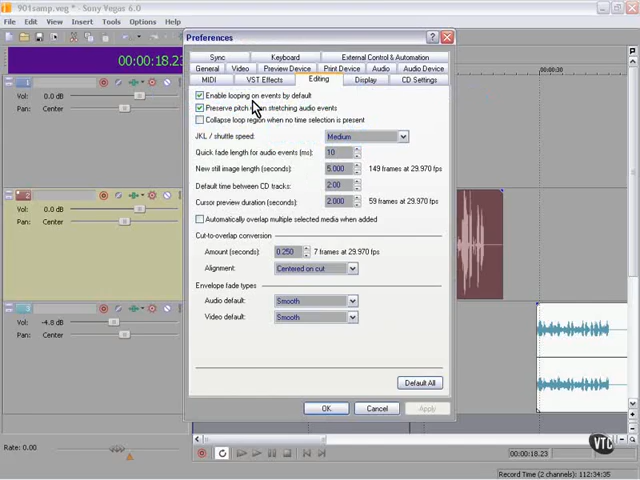 901samp.veg * - Sony Vegas 6.0
File Edit View Insert Tools Options Help
00:00:18.23
0.0 dB
Pan: Center
2
0.0 dB
Pan: Center
3
-4.8 dB
Pan: Center
Rate: 0.00
Preferences
Sync Keyboard External Control & Automation
General Video Preview Device Print Device Audio Audio Device
MIDI VST Effects Editing Display CD Settings
Enable looping on events by default
Preserve pitch when stretching audio events
Collapse loop region when no time selection is present
JKL / shuttle speed: Medium
Quick fade length for audio events (ms): 10
New still image length (seconds): 5.000 149 frames at 29.970 fps
Default time between CD tracks: 2.00
Cursor preview duration (seconds): 2.000 59 frames at 29.970 fps
Automatically overlap multiple selected media when added
Cut-to-overlap conversion
Amount (seconds): 0.250 7 frames at 29.970 fps
Alignment: Centered on cut
Envelope fade types
Audio default: Smooth
Video default: Smooth
Default All
OK Cancel Apply
00:00:30
00:00:18.23
VTC
Record Time (2 channels): 112:34:35